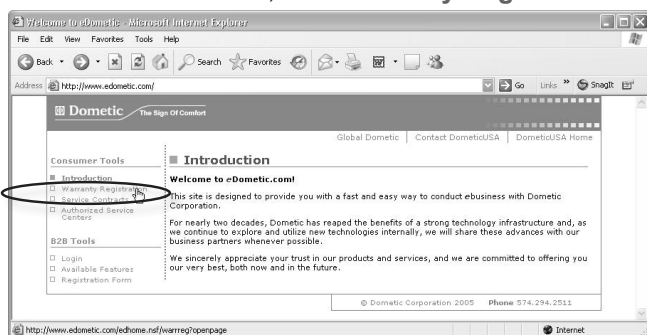 Welcome to eDometic - Microsoft Internet Explorer
File Edit View Favorites Tools Help
Back Search Favorites
Address http://www.edometic.com/ Go Links » SnagIt
Dometic The Sign Of Comfort
Global Dometic | Contact DometicUSA | DometicUSA Home
Consumer Tools
Introduction
Warranty Registration
Service Contracts
Authorized Service
Centers
B2B Tools
Login
Available Features
Registration Form
Introduction
Welcome to eDometic.com!
This site is designed to provide you with a fast and easy way to conduct ebusiness with Dometic
Corporation.
For nearly two decades, Dometic has reaped the benefits of a strong technology infrastructure and, as
we continue to explore and utilize new technologies internally, we will share these advances with our
business partners whenever possible.
We sincerely appreciate your trust in our products and services, and we are committed to offering you
our very best, both now and in the future.
© Dometic Corporation 2005 Phone 574.294.2511
http://www.edometic.com/edhome.nsf/warrreg?openpage Internet